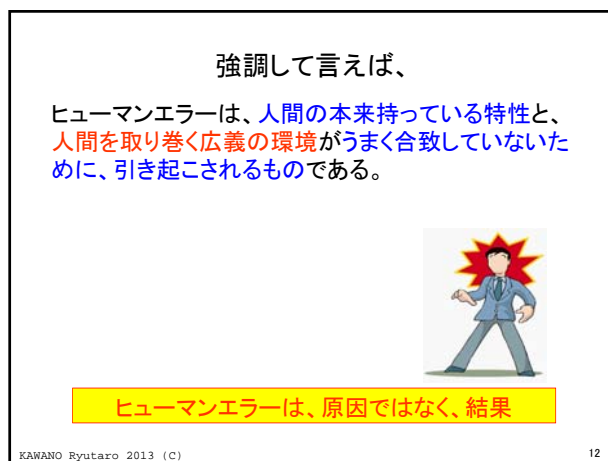 強調して言えば、
ヒューマンエラーは、人間の本来持っている特性と、
人間を取り巻く広義の環境がうまく合致していないた
めに、引き起こされるものである。
ヒューマンエラーは、原因ではなく、結果
KAWANO Ryutaro 2013 (C)
12